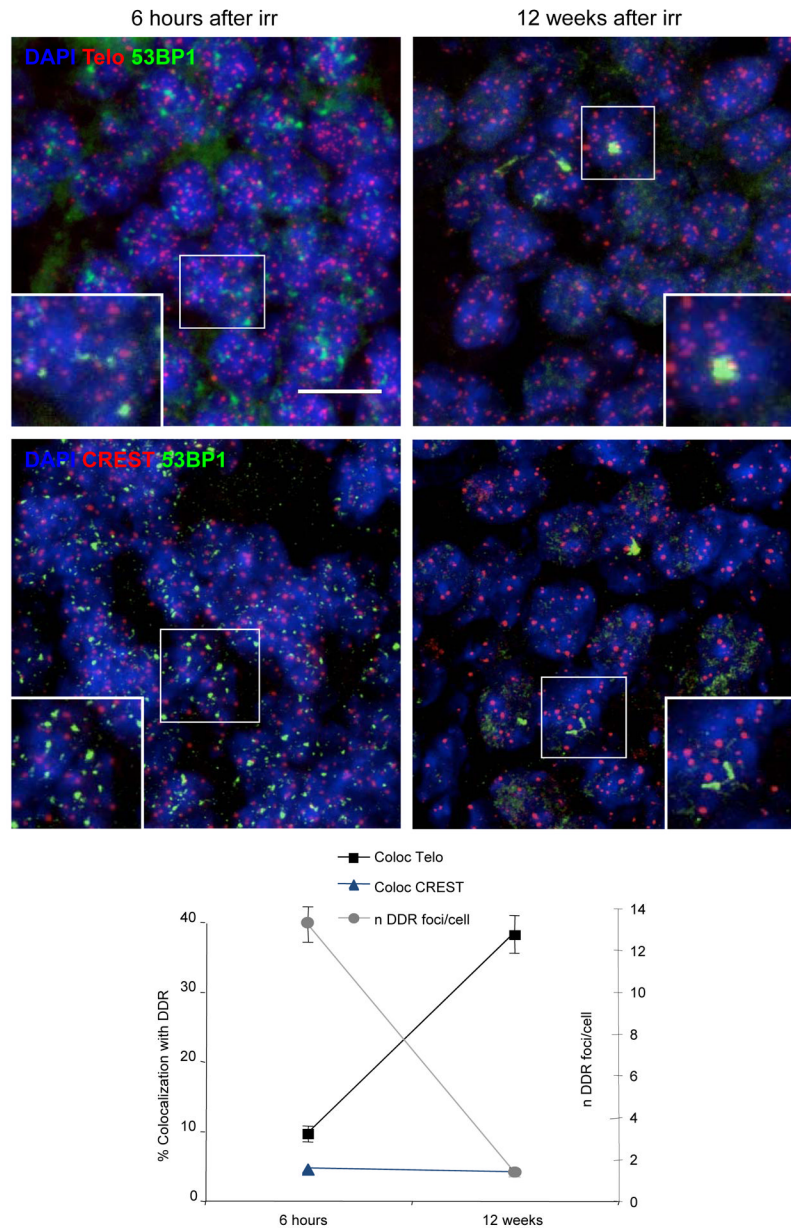 6 hours after irr
12 weeks after irr
DAPI Telo 53BP1
DAPI CREST 53BP1
Coloc Telo
Coloc CREST
n DDR foci/cell
% Colocalization with DDR
40
30
20
10
0
14
12
10
8
6
4
2
0
n DDR foci/cell
6 hours
12 weeks